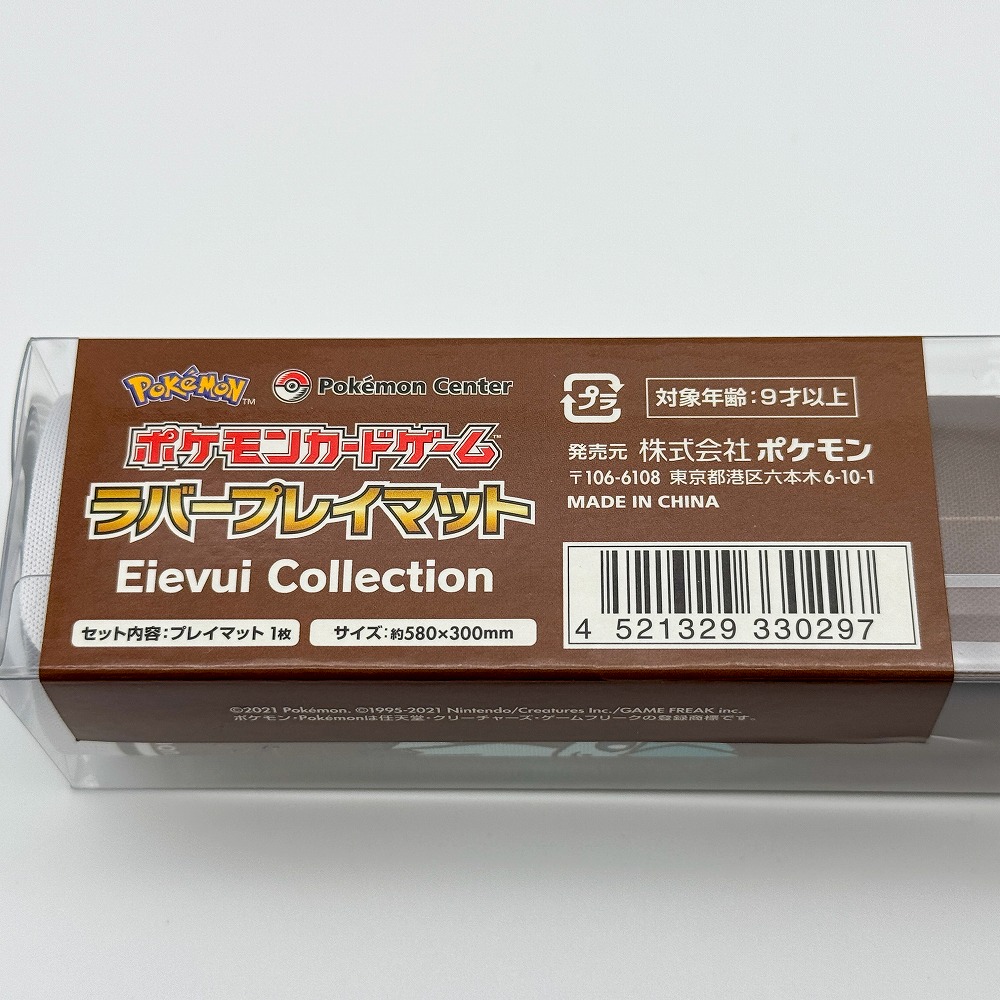 POKéMON™
Pokémon Center
ポケモンカードゲーム™
ラバープレイマット
Eievui Collection
セット内容:プレイマット 1枚
サイズ:約580×300mm
プラ
対象年齢:9才以上
発売元 株式会社 ポケモン
〒106-6108 東京都港区六本木6-10-1
MADE IN CHINA
4 521329 330297
©2021 Pokémon. ©1995-2021 Nintendo/Creatures Inc./GAME FREAK inc.
ポケモン・Pokémonは任天堂・クリーチャーズ・ゲームフリークの登録商標です。